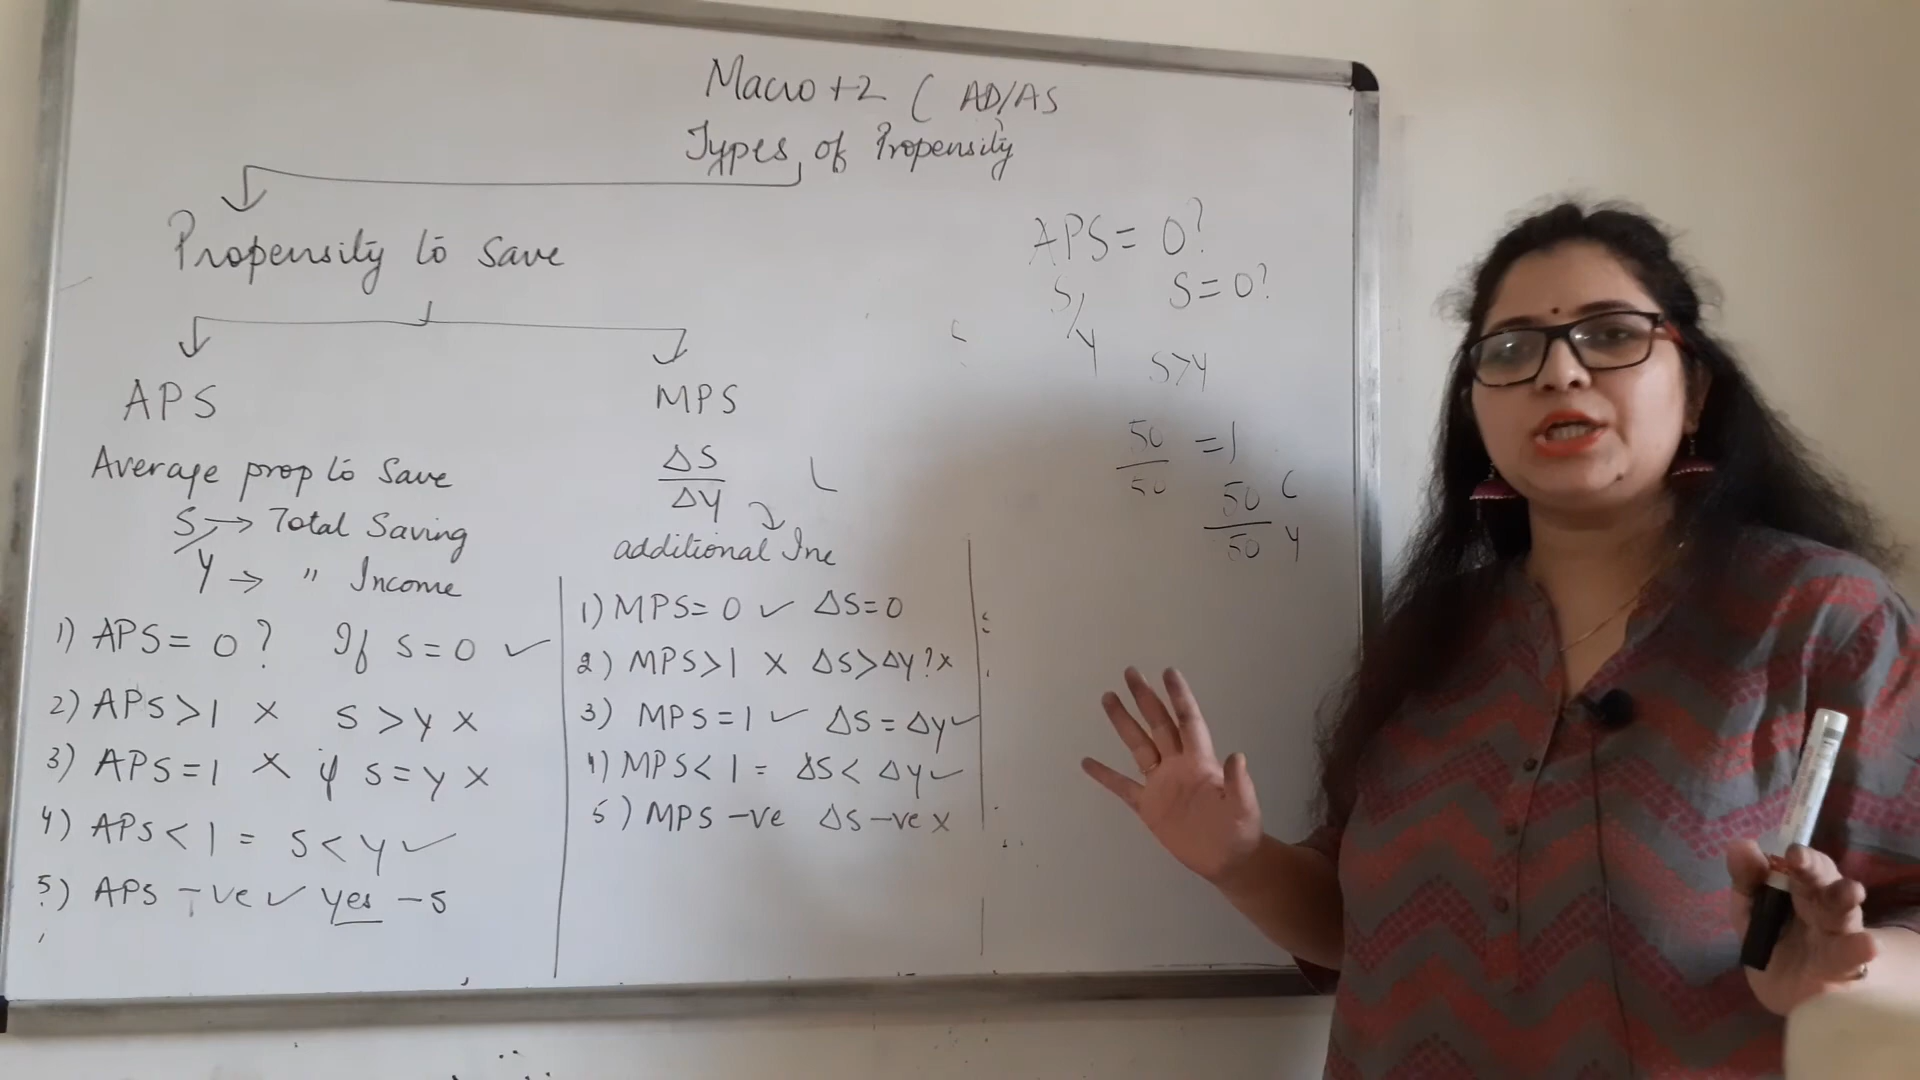 Macro +2 ( AD/AS
Types of Propensity
Propensity to save
APS
Average prop to save
S/ → Total Saving
Y → " Income
1) APS = 0 ? If S = 0 ✓
2) APS > 1 × S > Y ×
3) APS = 1 × if S = Y ×
4) APS < 1 = S < Y ✓
5) APS -ve ✓ Yes - S
MPS
ΔS
ΔY
additional Inc
1) MPS = 0 ✓ ΔS = 0
2) MPS > 1 × ΔS > ΔY ? ×
3) MPS = 1 ✓ ΔS = ΔY ✓
4) MPS < 1 = ΔS < ΔY ✓
5) MPS -ve ΔS -ve ×
APS = 0?
S/Y S = 0?
S > Y
50/50 = 1
50 C
50 Y